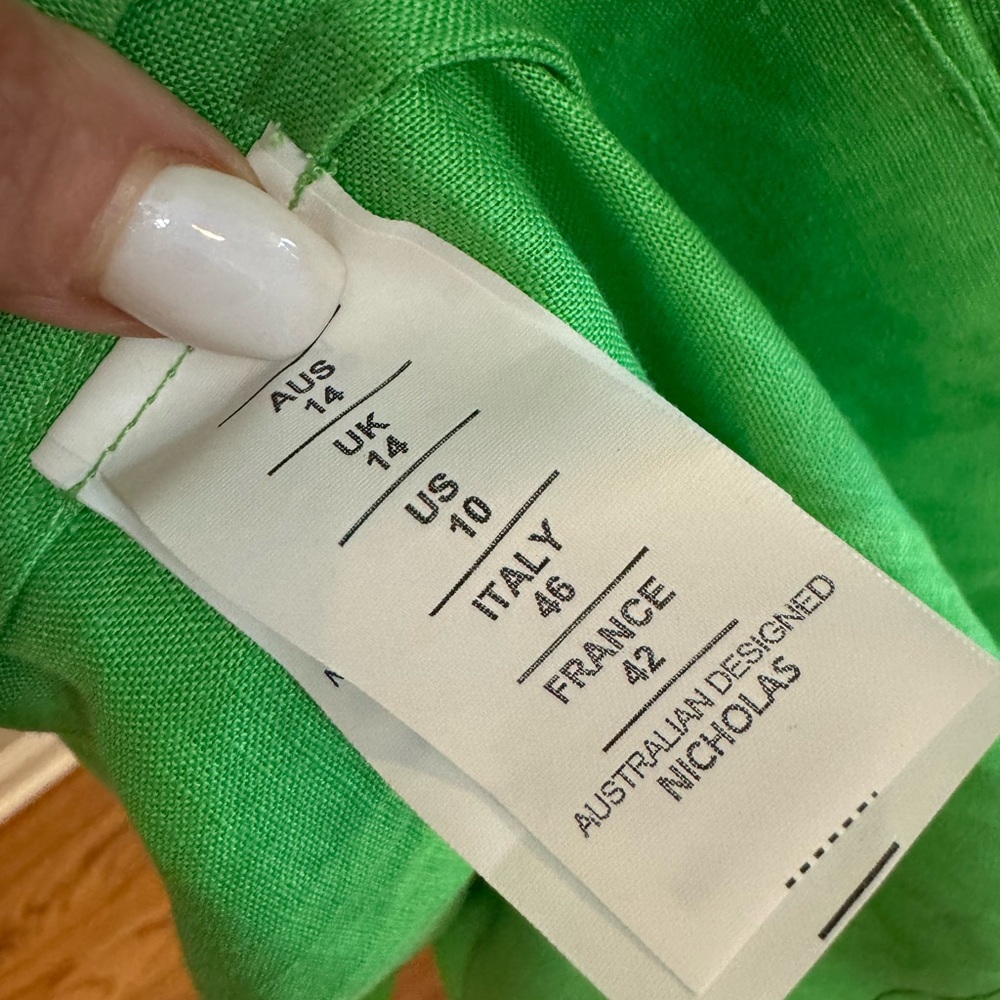 AUS
14
UK
14
US
10
ITALY
46
FRANCE
42
AUSTRALIAN DESIGNED
NICHOLAS